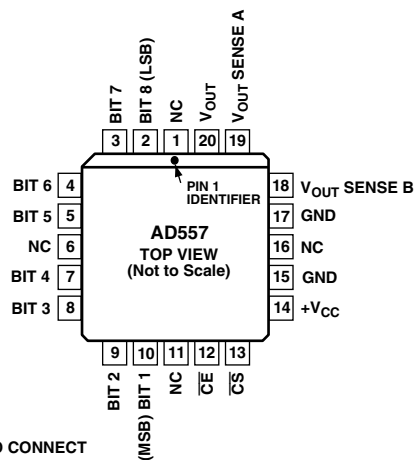 BIT 7
BIT 8 (LSB)
NC
VOUT
VOUT SENSE A
3
2
1
20
19
PIN 1
IDENTIFIER
BIT 6 4
BIT 5 5
NC 6
BIT 4 7
BIT 3 8
AD557
TOP VIEW
(Not to Scale)
18 VOUT SENSE B
17 GND
16 NC
15 GND
14 +VCC
9
10
11
12
13
BIT 2
(MSB) BIT 1
NC
CE
CS
CONNECT